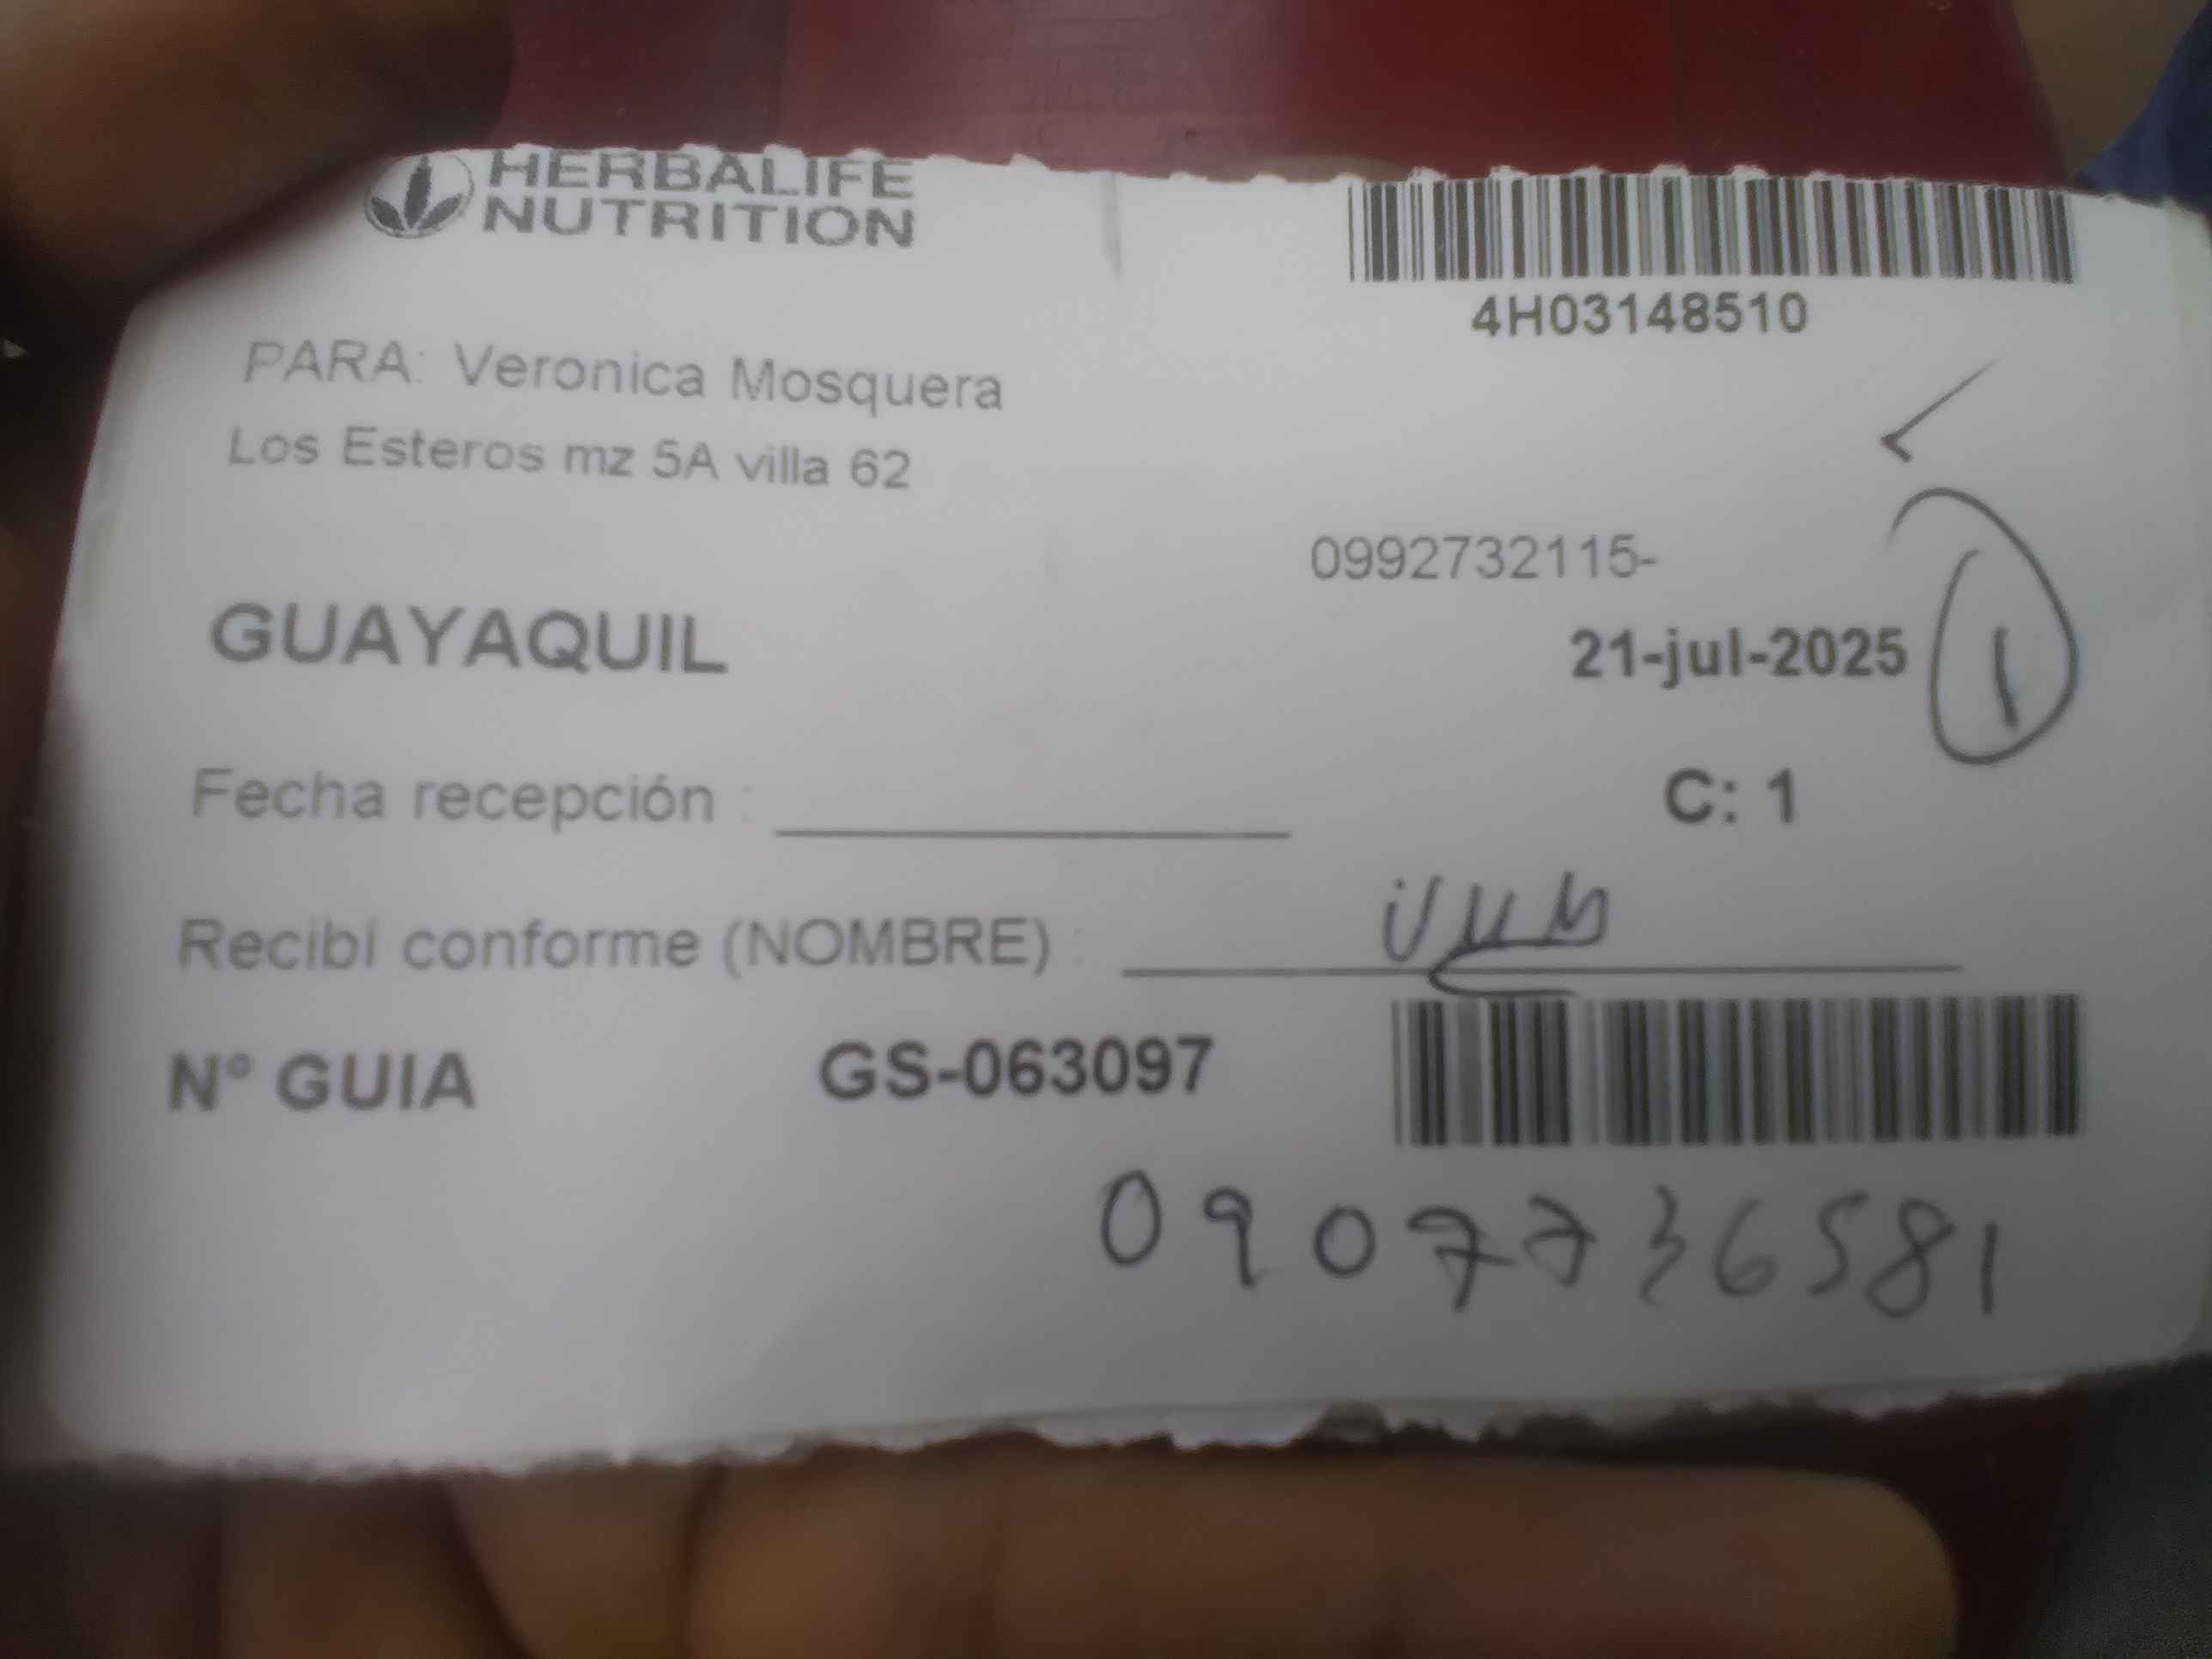 HERBALIFE
NUTRITION
4H03148510
PARA: Veronica Mosquera
Los Esteros mz 5A villa 62
0992732115-
GUAYAQUIL
21-jul-2025
1
Fecha recepción :
C: 1
Recibí conforme (NOMBRE) :
N° GUIA GS-063097
0907736581